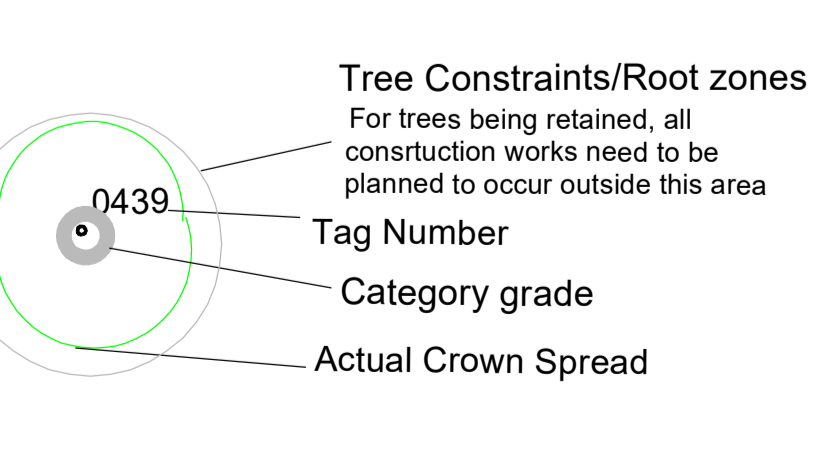 Tree Constraints/Root zones
For trees being retained, all
consrtuction works need to be
planned to occur outside this area
0439
Tag Number
Category grade
Actual Crown Spread